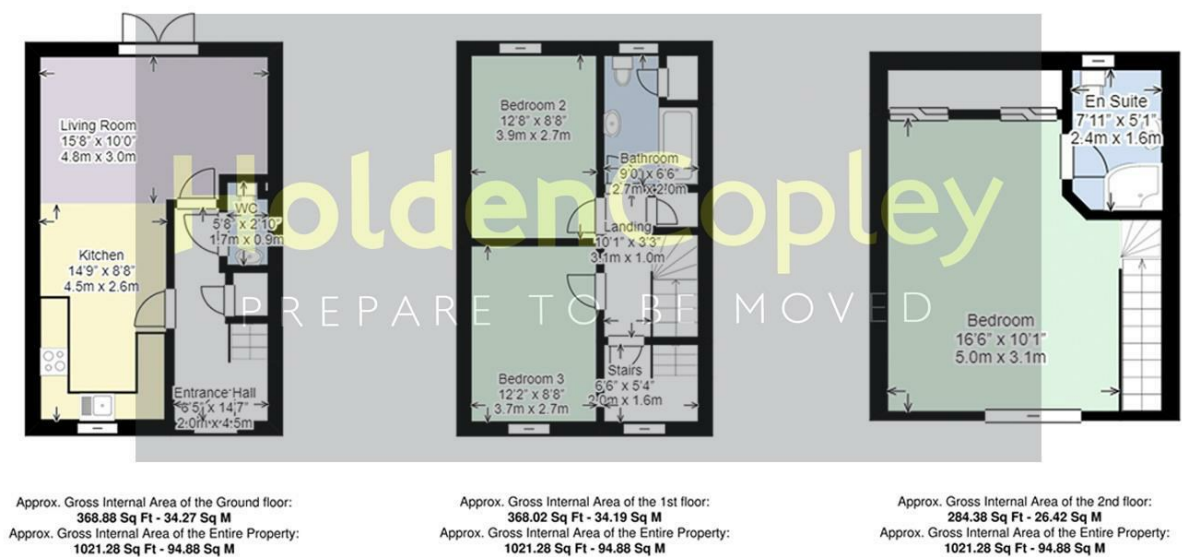 Living Room
15'8" x 10'0"
4.8m x 3.0m
WC
5'8" x 2'10"
1.7m x 0.9m
Kitchen
14'9" x 8'8"
4.5m x 2.6m
Entrance Hall
6'5" x 14'7"
2.0m x 4.5m
Bedroom 2
12'8" x 8'8"
3.9m x 2.7m
Bathroom
9'0" x 6'6"
2.7m x 2.0m
Landing
10'1" x 3'3"
3.1m x 1.0m
Bedroom 3
12'2" x 8'8"
3.7m x 2.7m
Stairs
6'6" x 5'4"
2.0m x 1.6m
En Suite
7'11" x 5'1"
2.4m x 1.6m
Bedroom
16'6" x 10'1"
5.0m x 3.1m
HoldenCopley
PREPARE TO BE MOVED
Approx. Gross Internal Area of the Ground floor:
368.88 Sq Ft - 34.27 Sq M
Approx. Gross Internal Area of the Entire Property:
1021.28 Sq Ft - 94.88 Sq M
Approx. Gross Internal Area of the 1st floor:
368.02 Sq Ft - 34.19 Sq M
Approx. Gross Internal Area of the Entire Property:
1021.28 Sq Ft - 94.88 Sq M
Approx. Gross Internal Area of the 2nd floor:
284.38 Sq Ft - 26.42 Sq M
Approx. Gross Internal Area of the Entire Property:
1021.28 Sq Ft - 94.88 Sq M